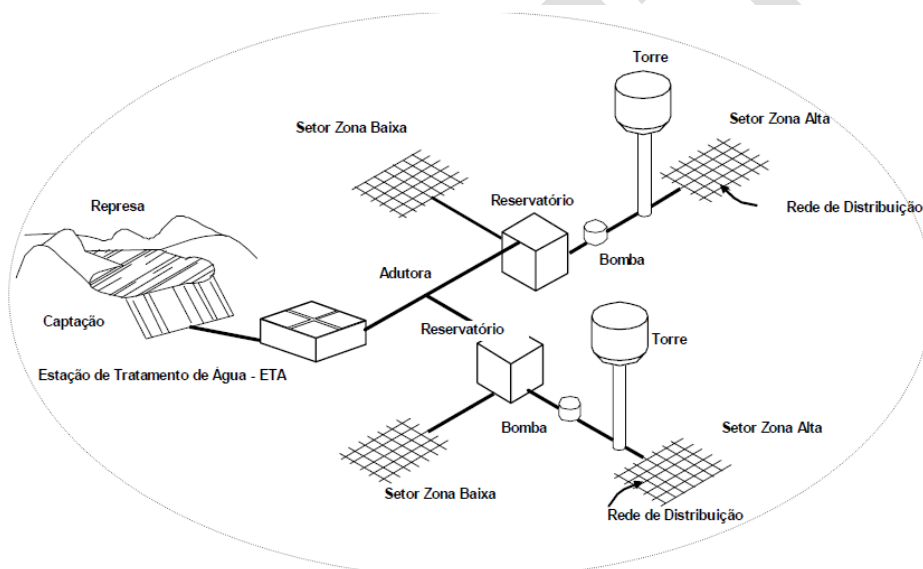 Torre
Setor Zona Baixa
Setor Zona Alta
Represa
Reservatório
Rede de Distribuição
Bomba
Adutora
Captação
Reservatório
Torre
Estação de Tratamento de Água - ETA
Bomba
Setor Zona Alta
Setor Zona Baixa
Rede de Distribuição